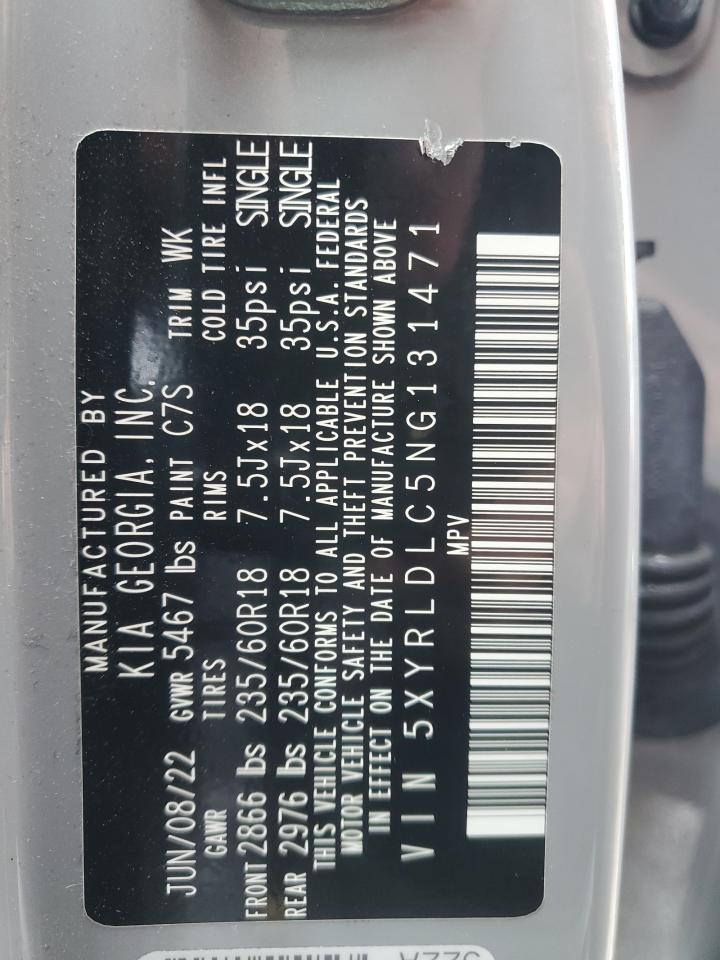 MANUFACTURED BY
KIA GEORGIA, INC.
JUN/08/22 GVWR 5467 lbs PAINT C7S TRIM WK
GAWR TIRES RIMS COLD TIRE INFL
FRONT 2866 lbs 235/60R18 7.5Jx18 35psi SINGLE
REAR 2976 lbs 235/60R18 7.5Jx18 35psi SINGLE
THIS VEHICLE CONFORMS TO ALL APPLICABLE U.S.A. FEDERAL
MOTOR VEHICLE SAFETY AND THEFT PREVENTION STANDARDS
IN EFFECT ON THE DATE OF MANUFACTURE SHOWN ABOVE
VIN 5XYRLDLC5NG131471
MPV